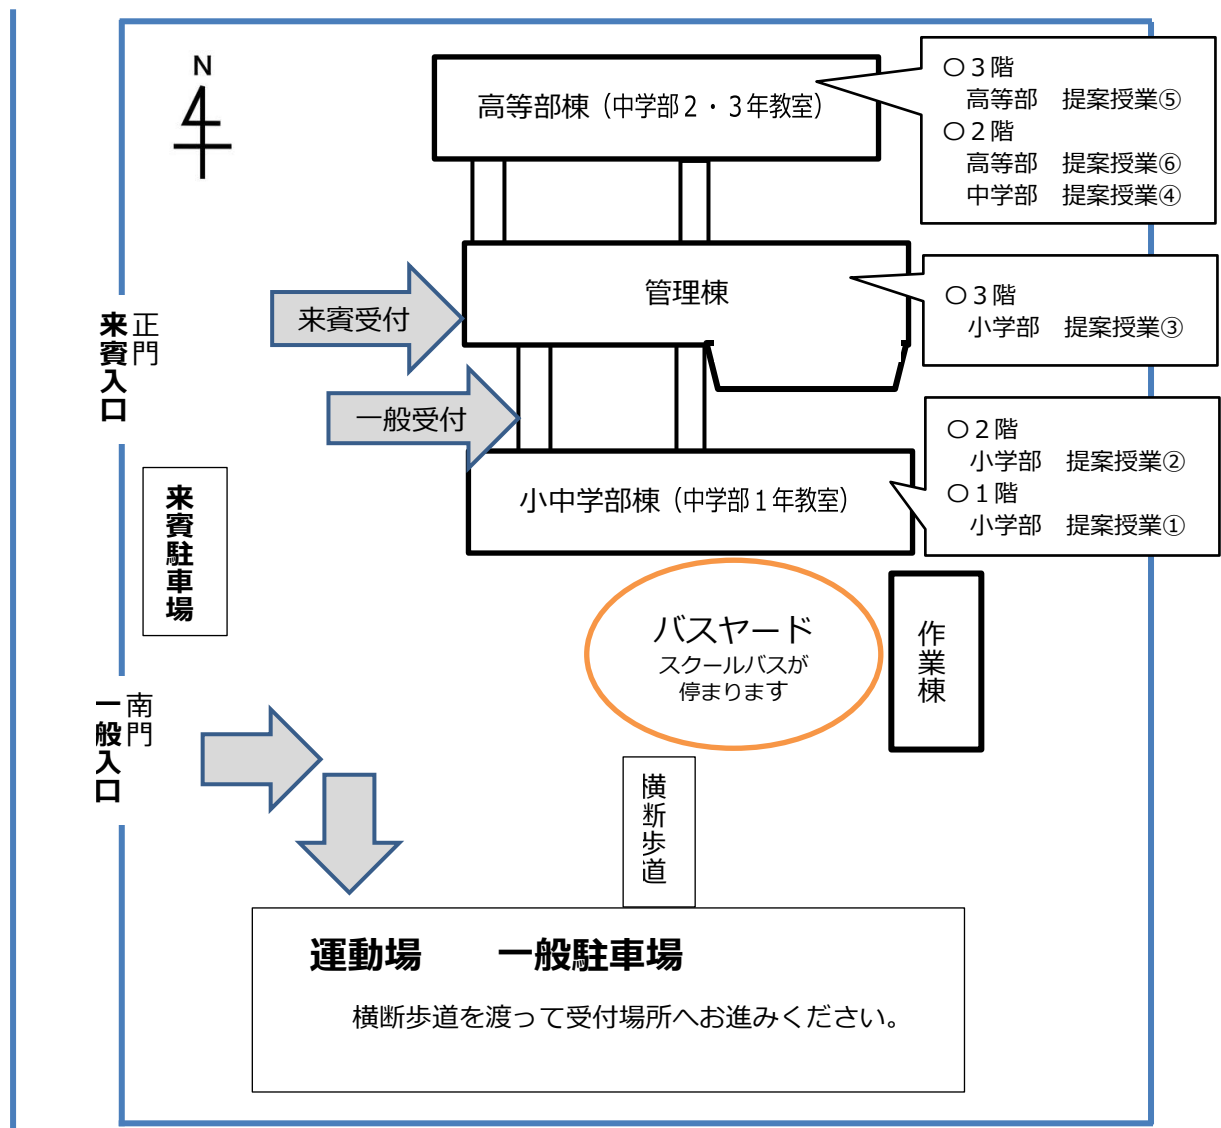 N
高等部棟（中学部２・３年教室）
〇３階
高等部　提案授業⑤
〇２階
高等部　提案授業⑥
中学部　提案授業④
管理棟
〇３階
小学部　提案授業③
来賓受付
正門
来賓入口
一般受付
小中学部棟（中学部１年教室）
〇２階
小学部　提案授業②
〇１階
小学部　提案授業①
来賓駐車場
バスヤード
スクールバスが
停まります
作業棟
南門
一般入口
横断歩道
運動場　　一般駐車場
横断歩道を渡って受付場所へお進みください。